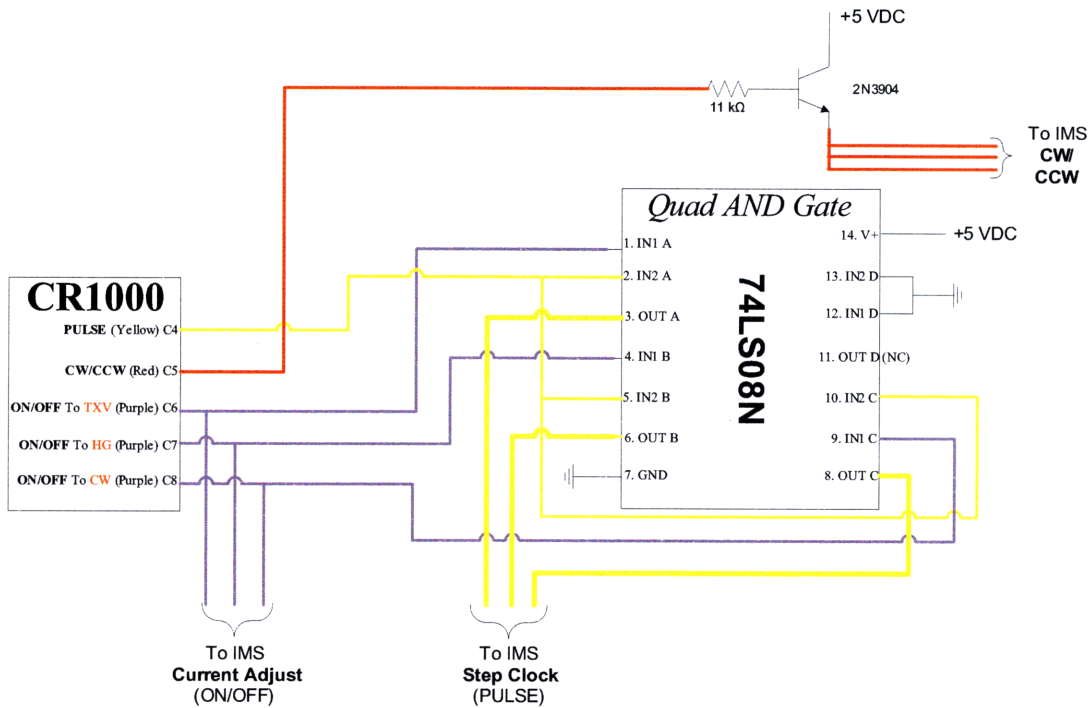 +5 VDC
2N3904
11 kΩ
To IMS
CW/
CCW
Quad AND Gate
74LS08N
1. IN1 A
2. IN2 A
3. OUT A
4. IN1 B
5. IN2 B
6. OUT B
7. GND
14. V+
+5 VDC
13. IN2 D
12. IN1 D
11. OUT D (NC)
10. IN2 C
9. IN1 C
8. OUT C
CR1000
PULSE (Yellow) C4
CW/CCW (Red) C5
ON/OFF To TXV (Purple) C6
ON/OFF To HG (Purple) C7
ON/OFF To CW (Purple) C8
To IMS
Current Adjust
(ON/OFF)
To IMS
Step Clock
(PULSE)